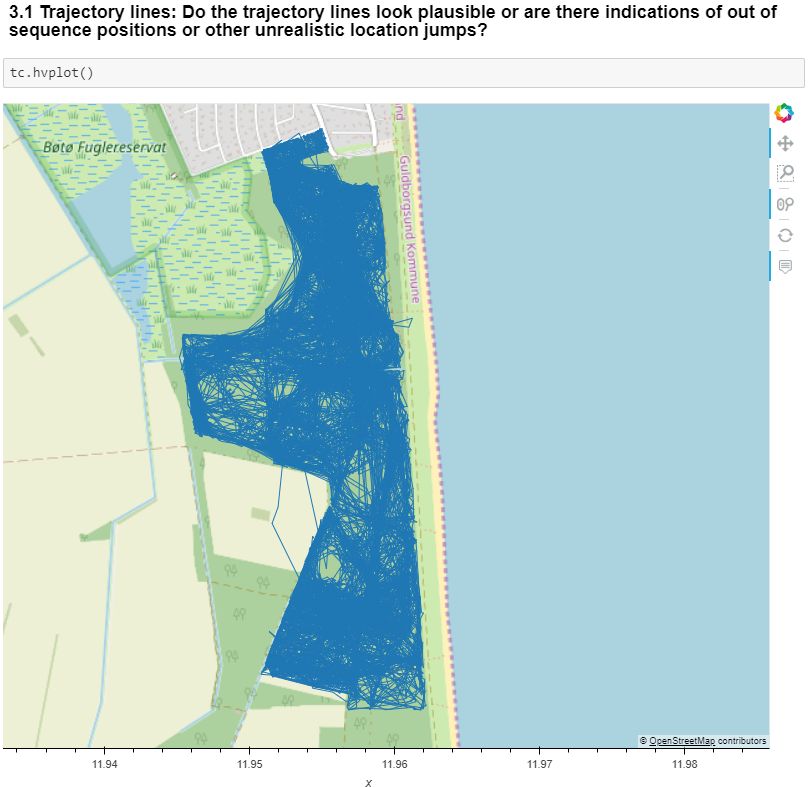 3.1 Trajectory lines: Do the trajectory lines look plausible or are there indications of out of
sequence positions or other unrealistic location jumps?
tc.hvplot()
Bøtø Fuglereservat
nd
Guldborgsund Kommune
© OpenStreetMap contributors
11.94 11.95 11.96 11.97 11.98
x